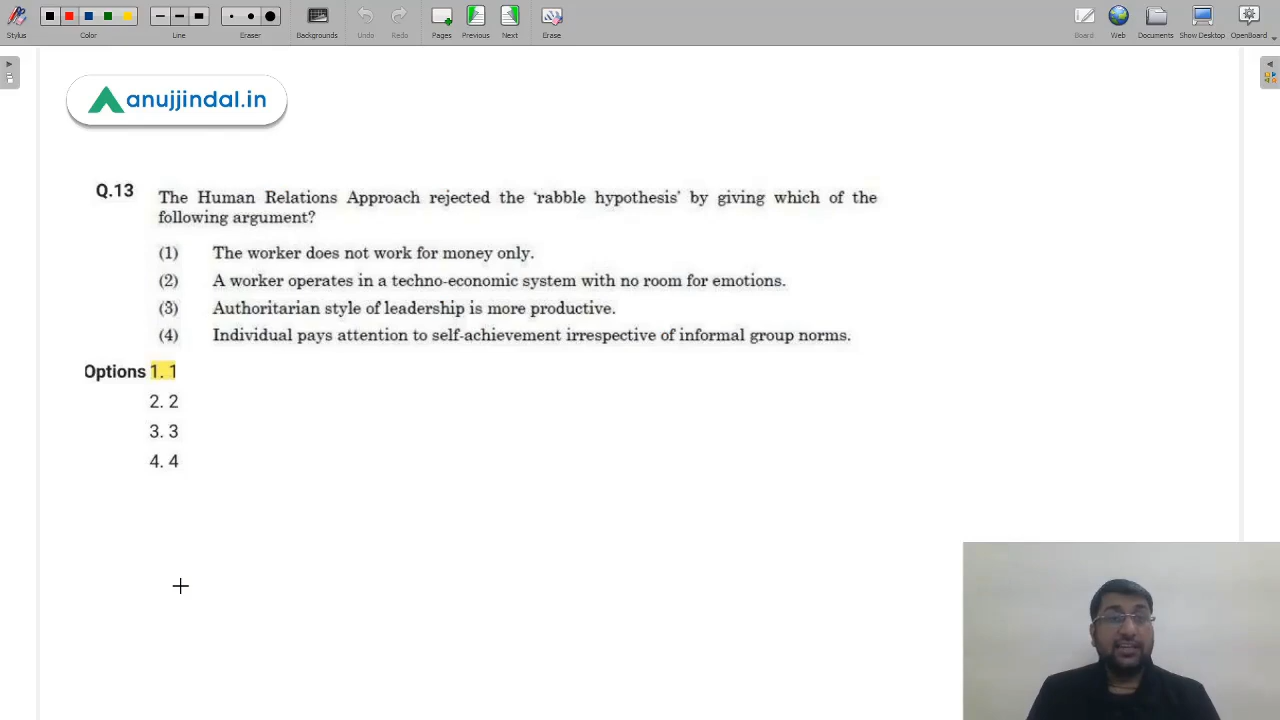 Stylus
Color
Line
Eraser
Backgrounds
Undo
Redo
Pages
Previous
Next
Erase
Board
Web
Documents
Show Desktop
OpenBoard
anujjindal.in
Q.13 The Human Relations Approach rejected the ‘rabble hypothesis’ by giving which of the
following argument?
(1) The worker does not work for money only.
(2) A worker operates in a techno-economic system with no room for emotions.
(3) Authoritarian style of leadership is more productive.
(4) Individual pays attention to self-achievement irrespective of informal group norms.
Options 1. 1
2. 2
3. 3
4. 4